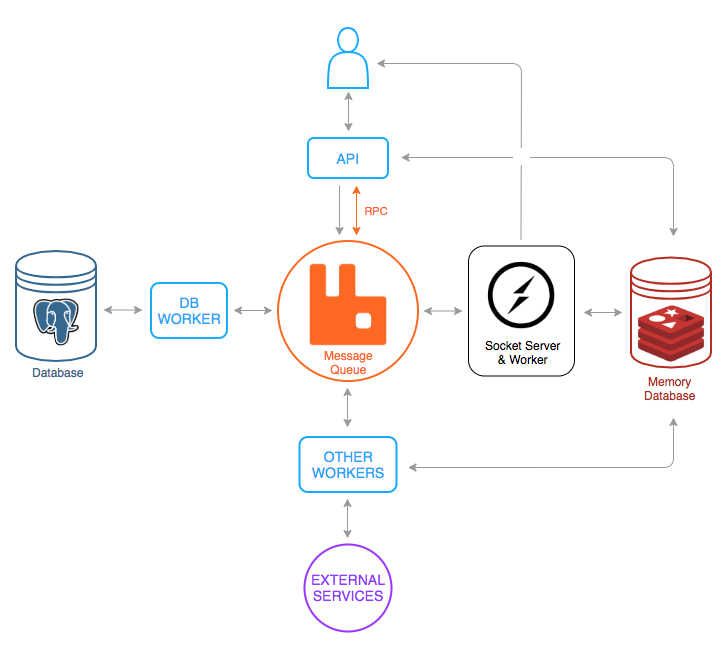 API
RPC
DB
WORKER
Message
Queue
Socket Server
& Worker
Database
Memory
Database
OTHER
WORKERS
EXTERNAL
SERVICES